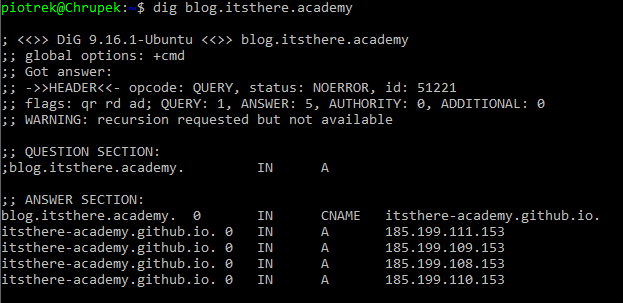 piotrek@Chrupek:~$ dig blog.itsthere.academy

; <<>> DiG 9.16.1-Ubuntu <<>> blog.itsthere.academy
;; global options: +cmd
;; Got answer:
;; ->>HEADER<<- opcode: QUERY, status: NOERROR, id: 51221
;; flags: qr rd ad; QUERY: 1, ANSWER: 5, AUTHORITY: 0, ADDITIONAL: 0
;; WARNING: recursion requested but not available

;; QUESTION SECTION:
;blog.itsthere.academy.         IN      A

;; ANSWER SECTION:
blog.itsthere.academy.  0       IN      CNAME   itsthere-academy.github.io.
itsthere-academy.github.io. 0   IN      A       185.199.111.153
itsthere-academy.github.io. 0   IN      A       185.199.109.153
itsthere-academy.github.io. 0   IN      A       185.199.108.153
itsthere-academy.github.io. 0   IN      A       185.199.110.153